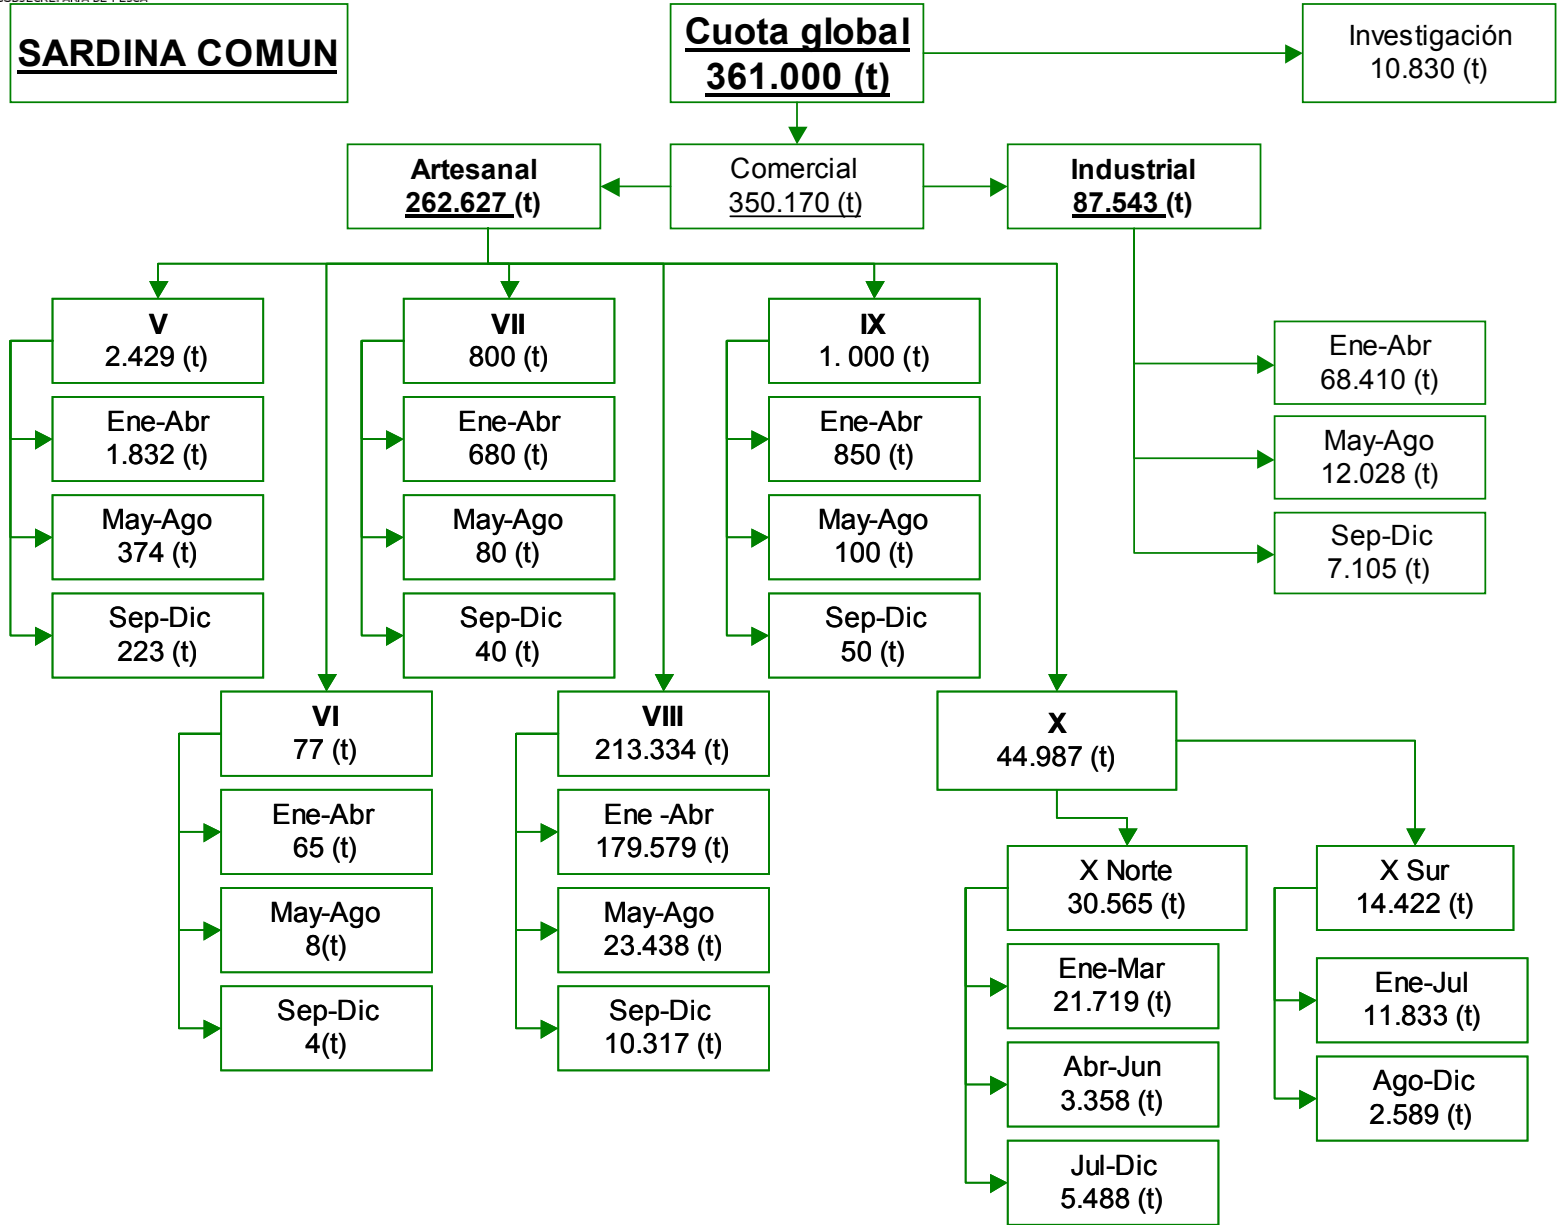 SUBSECRETARIA DE PESCA
SARDINA COMUN
Cuota global
361.000 (t)
Investigación
10.830 (t)
Artesanal
262.627 (t)
Comercial
350.170 (t)
Industrial
87.543 (t)
V
2.429 (t)
Ene-Abr
1.832 (t)
May-Ago
374 (t)
Sep-Dic
223 (t)
VII
800 (t)
Ene-Abr
680 (t)
May-Ago
80 (t)
Sep-Dic
40 (t)
IX
1. 000 (t)
Ene-Abr
850 (t)
May-Ago
100 (t)
Sep-Dic
50 (t)
Ene-Abr
68.410 (t)
May-Ago
12.028 (t)
Sep-Dic
7.105 (t)
VI
77 (t)
Ene-Abr
65 (t)
May-Ago
8(t)
Sep-Dic
4(t)
VIII
213.334 (t)
Ene -Abr
179.579 (t)
May-Ago
23.438 (t)
Sep-Dic
10.317 (t)
X
44.987 (t)
X Norte
30.565 (t)
Ene-Mar
21.719 (t)
Abr-Jun
3.358 (t)
Jul-Dic
5.488 (t)
X Sur
14.422 (t)
Ene-Jul
11.833 (t)
Ago-Dic
2.589 (t)